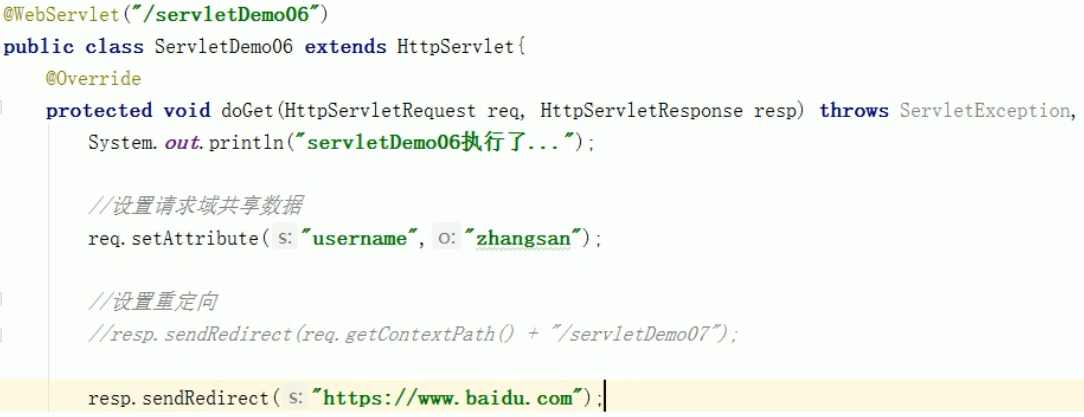 @WebServlet("/servletDemo06")
public class ServletDemo06 extends HttpServlet{
@Override
protected void doGet(HttpServletRequest req, HttpServletResponse resp) throws ServletException,
System.out.println("servletDemo06执行了...");
//设置请求域共享数据
req.setAttribute( s: "username", o: "zhangsan");
//设置重定向
//resp.sendRedirect(req.getContextPath() + "/servletDemo07");
resp.sendRedirect( s: "https://www.baidu.com");